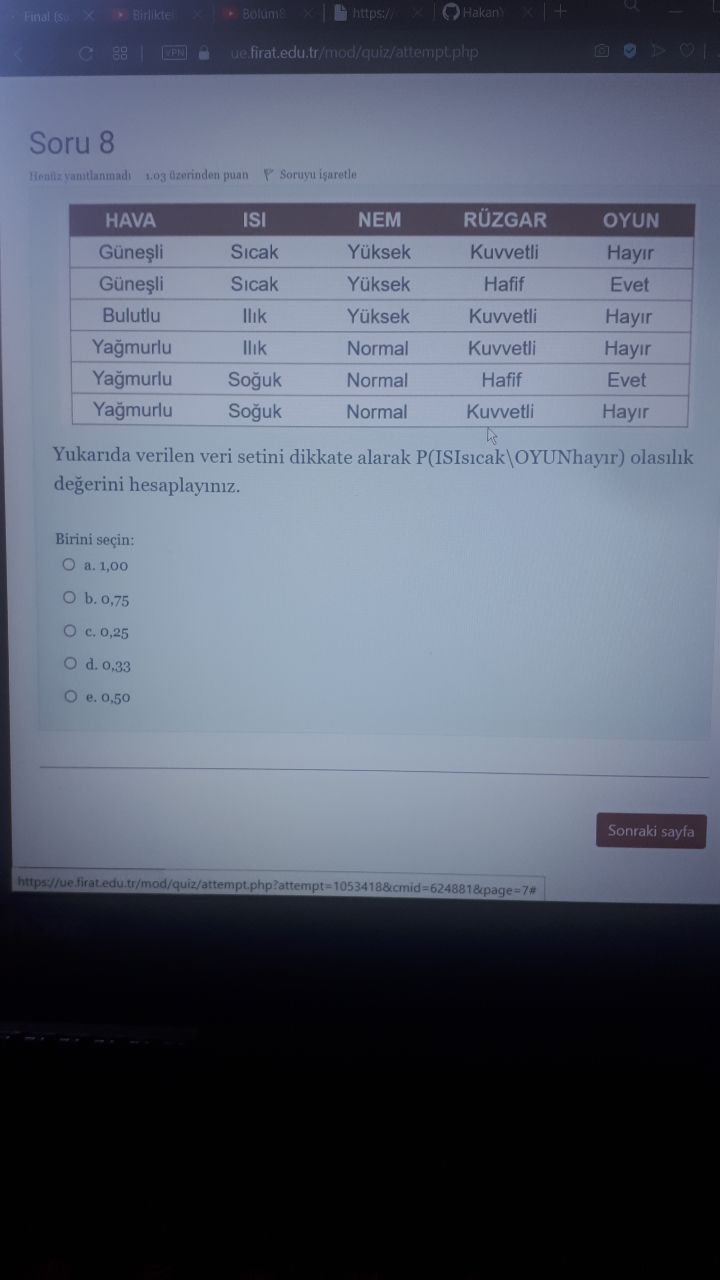 Final (so
Birliktel
Bölüm8
https://
Hakan
VPN
ue.firat.edu.tr/mod/quiz/attempt.php
Soru 8
Henüz yanıtlanmadı 1.03 üzerinden puan Soruyu işaretle
HAVA ISI NEM RÜZGAR OYUN
Güneşli Sıcak Yüksek Kuvvetli Hayır
Güneşli Sıcak Yüksek Hafif Evet
Bulutlu Ilık Yüksek Kuvvetli Hayır
Yağmurlu Ilık Normal Kuvvetli Hayır
Yağmurlu Soğuk Normal Hafif Evet
Yağmurlu Soğuk Normal Kuvvetli Hayır
Yukarıda verilen veri setini dikkate alarak P(ISIsıcak\OYUNhayır) olasılık
değerini hesaplayınız.
Birini seçin:
a. 1,00
b. 0,75
c. 0,25
d. 0,33
e. 0,50
Sonraki sayfa
https://ue.firat.edu.tr/mod/quiz/attempt.php?attempt=1053418&cmid=624881&page=7#